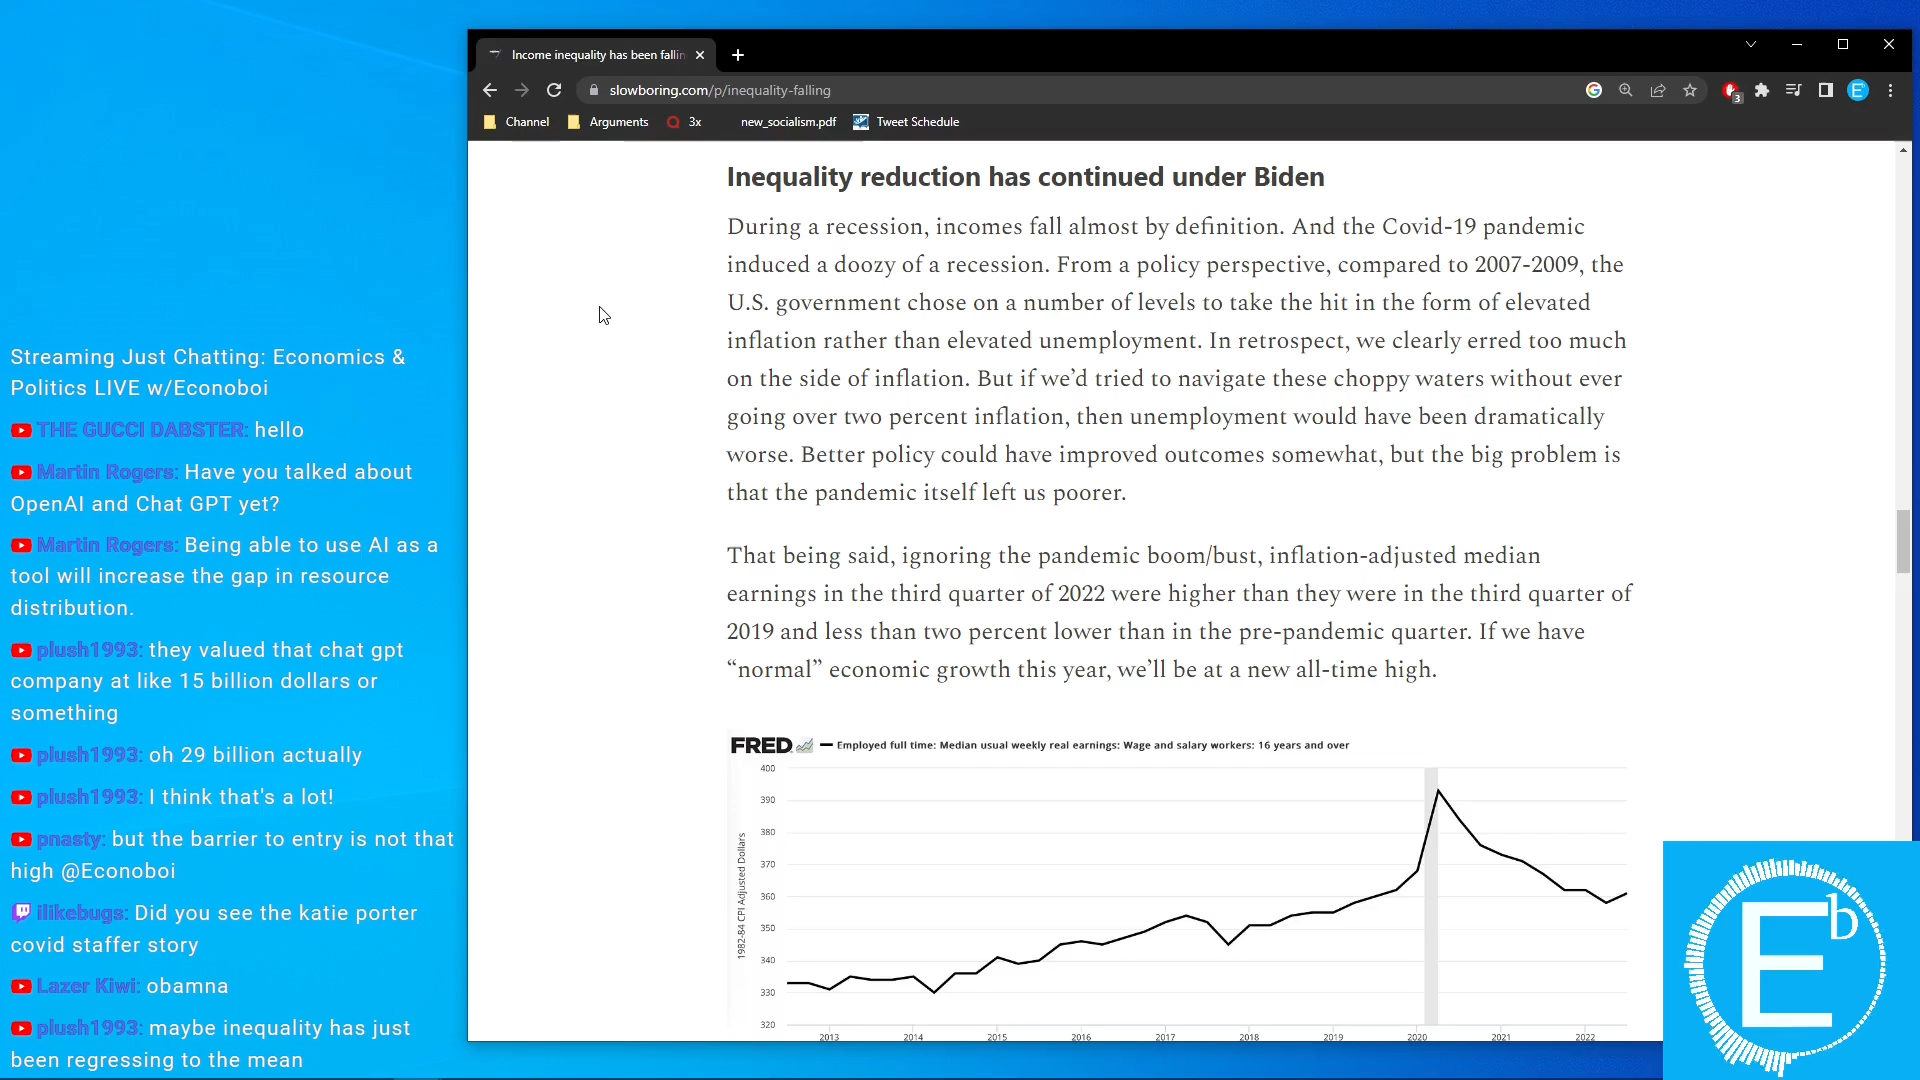 Streaming Just Chatting: Economics &
Politics LIVE w/Econoboi
THE GUCCI DABSTER: hello
Martin Rogers: Have you talked about
OpenAI and Chat GPT yet?
Martin Rogers: Being able to use AI as a
tool will increase the gap in resource
distribution.
plush1993: they valued that chat gpt
company at like 15 billion dollars or
something
plush1993: oh 29 billion actually
plush1993: I think that's a lot!
pnasty: but the barrier to entry is not that
high @Econoboi
ilikebugs: Did you see the katie porter
covid staffer story
Lazer Kiwi: obamna
plush1993: maybe inequality has just
been regressing to the mean
Income inequality has been fallin
slowboring.com/p/inequality-falling
3
E
Channel
Arguments
3x
new_socialism.pdf
Tweet Schedule
Inequality reduction has continued under Biden
During a recession, incomes fall almost by definition. And the Covid-19 pandemic
induced a doozy of a recession. From a policy perspective, compared to 2007-2009, the
U.S. government chose on a number of levels to take the hit in the form of elevated
inflation rather than elevated unemployment. In retrospect, we clearly erred too much
on the side of inflation. But if we’d tried to navigate these choppy waters without ever
going over two percent inflation, then unemployment would have been dramatically
worse. Better policy could have improved outcomes somewhat, but the big problem is
that the pandemic itself left us poorer.
That being said, ignoring the pandemic boom/bust, inflation-adjusted median
earnings in the third quarter of 2022 were higher than they were in the third quarter of
2019 and less than two percent lower than in the pre-pandemic quarter. If we have
“normal” economic growth this year, we’ll be at a new all-time high.
FRED
Employed full time: Median usual weekly real earnings: Wage and salary workers: 16 years and over
1982-84 CPI Adjusted Dollars
400
390
380
370
360
350
340
330
320
2013 2014 2015 2016 2017 2018 2019 2020 2021 2022
Eb